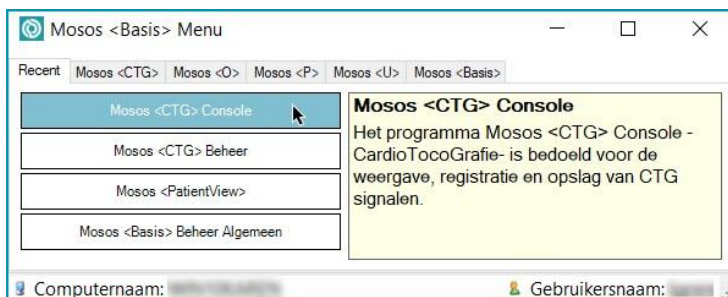 Mosos <Basis> Menu
Recent Mosos <CTG> Mosos <O> Mosos <P> Mosos <U> Mosos <Basis>
Mosos <CTG> Console
Mosos <CTG> Beheer
Mosos <PatientView>
Mosos <Basis> Beheer Algemeen
Mosos <CTG> Console
Het programma Mosos <CTG> Console -
CardioTocoGrafie- is bedoeld voor de
weergave, registratie en opslag van CTG
signalen.
Computernaam:
Gebruikersnaam: